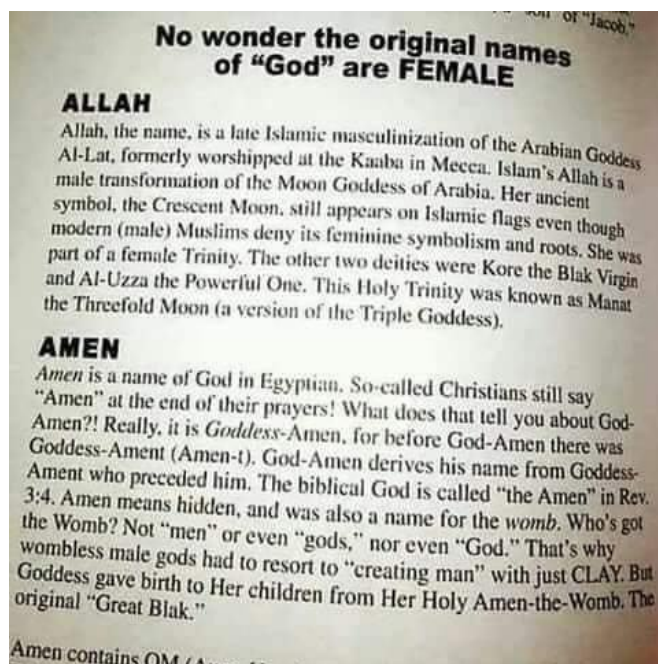 of "Jacob."
No wonder the original names
of "God" are FEMALE
ALLAH
Allah, the name, is a late Islamic masculinization of the Arabian Goddess
Al-Lat, formerly worshipped at the Kaaba in Mecca. Islam's Allah is a
male transformation of the Moon Goddess of Arabia. Her ancient
symbol, the Crescent Moon, still appears on Islamic flags even though
modern (male) Muslims deny its feminine symbolism and roots. She was
part of a female Trinity. The other two deities were Kore the Blak Virgin
and Al-Uzza the Powerful One. This Holy Trinity was known as Manat
the Threefold Moon (a version of the Triple Goddess).
AMEN
Amen is a name of God in Egyptian. So-called Christians still say
"Amen" at the end of their prayers! What does that tell you about God-
Amen?! Really, it is Goddess-Amen, for before God-Amen there was
Goddess-Ament (Amen-t). God-Amen derives his name from Goddess-
Ament who preceded him. The biblical God is called "the Amen" in Rev.
3:4. Amen means hidden, and was also a name for the womb. Who's got
the Womb? Not "men" or even "gods," nor even "God." That's why
wombless male gods had to resort to "creating man" with just CLAY. But
Goddess gave birth to Her children from Her Holy Amen-the-Womb. The
original "Great Blak."
Amen contains OM